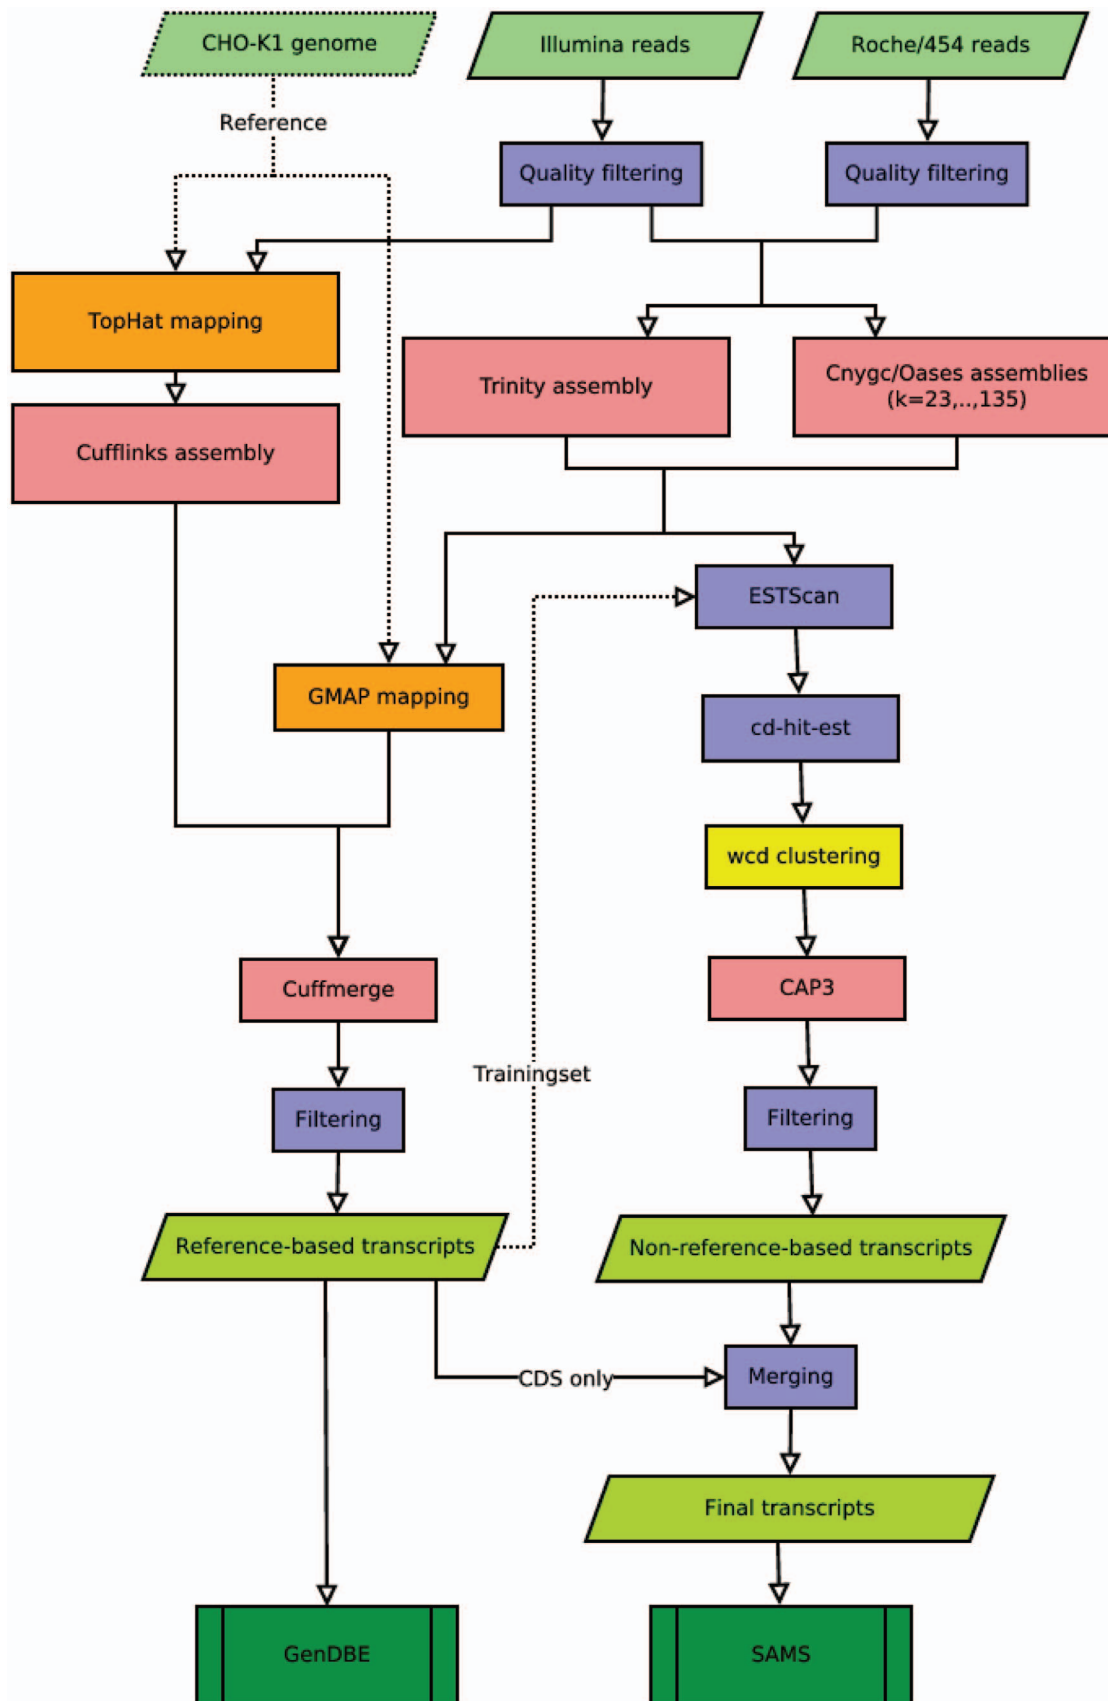 CHO-K1 genome
Illumina reads
Roche/454 reads
Reference
Quality filtering
Quality filtering
TopHat mapping
Trinity assembly
Cnygc/Oases assemblies
(k=23,..,135)
Cufflinks assembly
ESTScan
GMAP mapping
cd-hit-est
wcd clustering
Cuffmerge
CAP3
Trainingset
Filtering
Filtering
Reference-based transcripts
Non-reference-based transcripts
CDS only
Merging
Final transcripts
GenDBE
SAMS